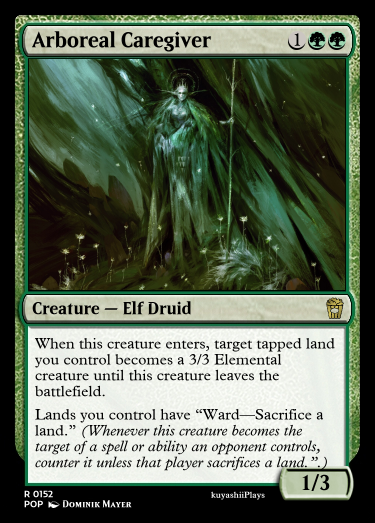 Arboreal Caregiver 1
Creature — Elf Druid
When this creature enters, target tapped land
you control becomes a 3/3 Elemental
creature until this creature leaves the
battlefield.
Lands you control have “Ward—Sacrifice a
land.” (Whenever this creature becomes the
target of a spell or ability an opponent controls,
counter it unless that player sacrifices a land.”.)
1/3
R 0152
POP DOMINIK MAYER
kuyashiiPlays